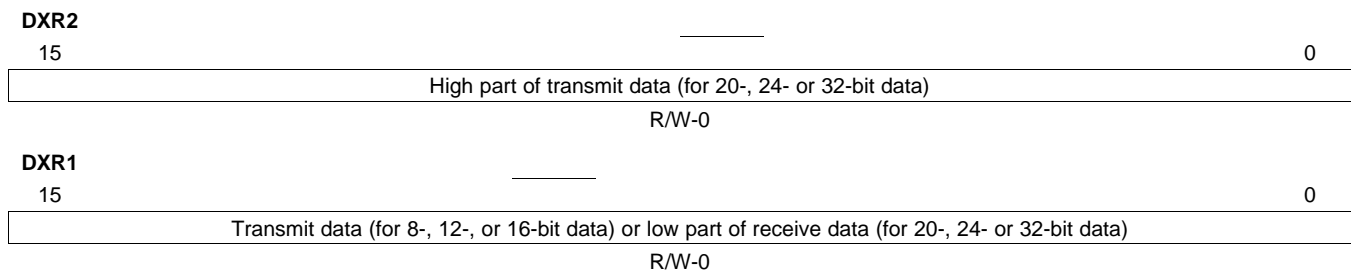 DXR2
15 0
High part of transmit data (for 20-, 24- or 32-bit data)
R/W-0
DXR1
15 0
Transmit data (for 8-, 12-, or 16-bit data) or low part of receive data (for 20-, 24- or 32-bit data)
R/W-0